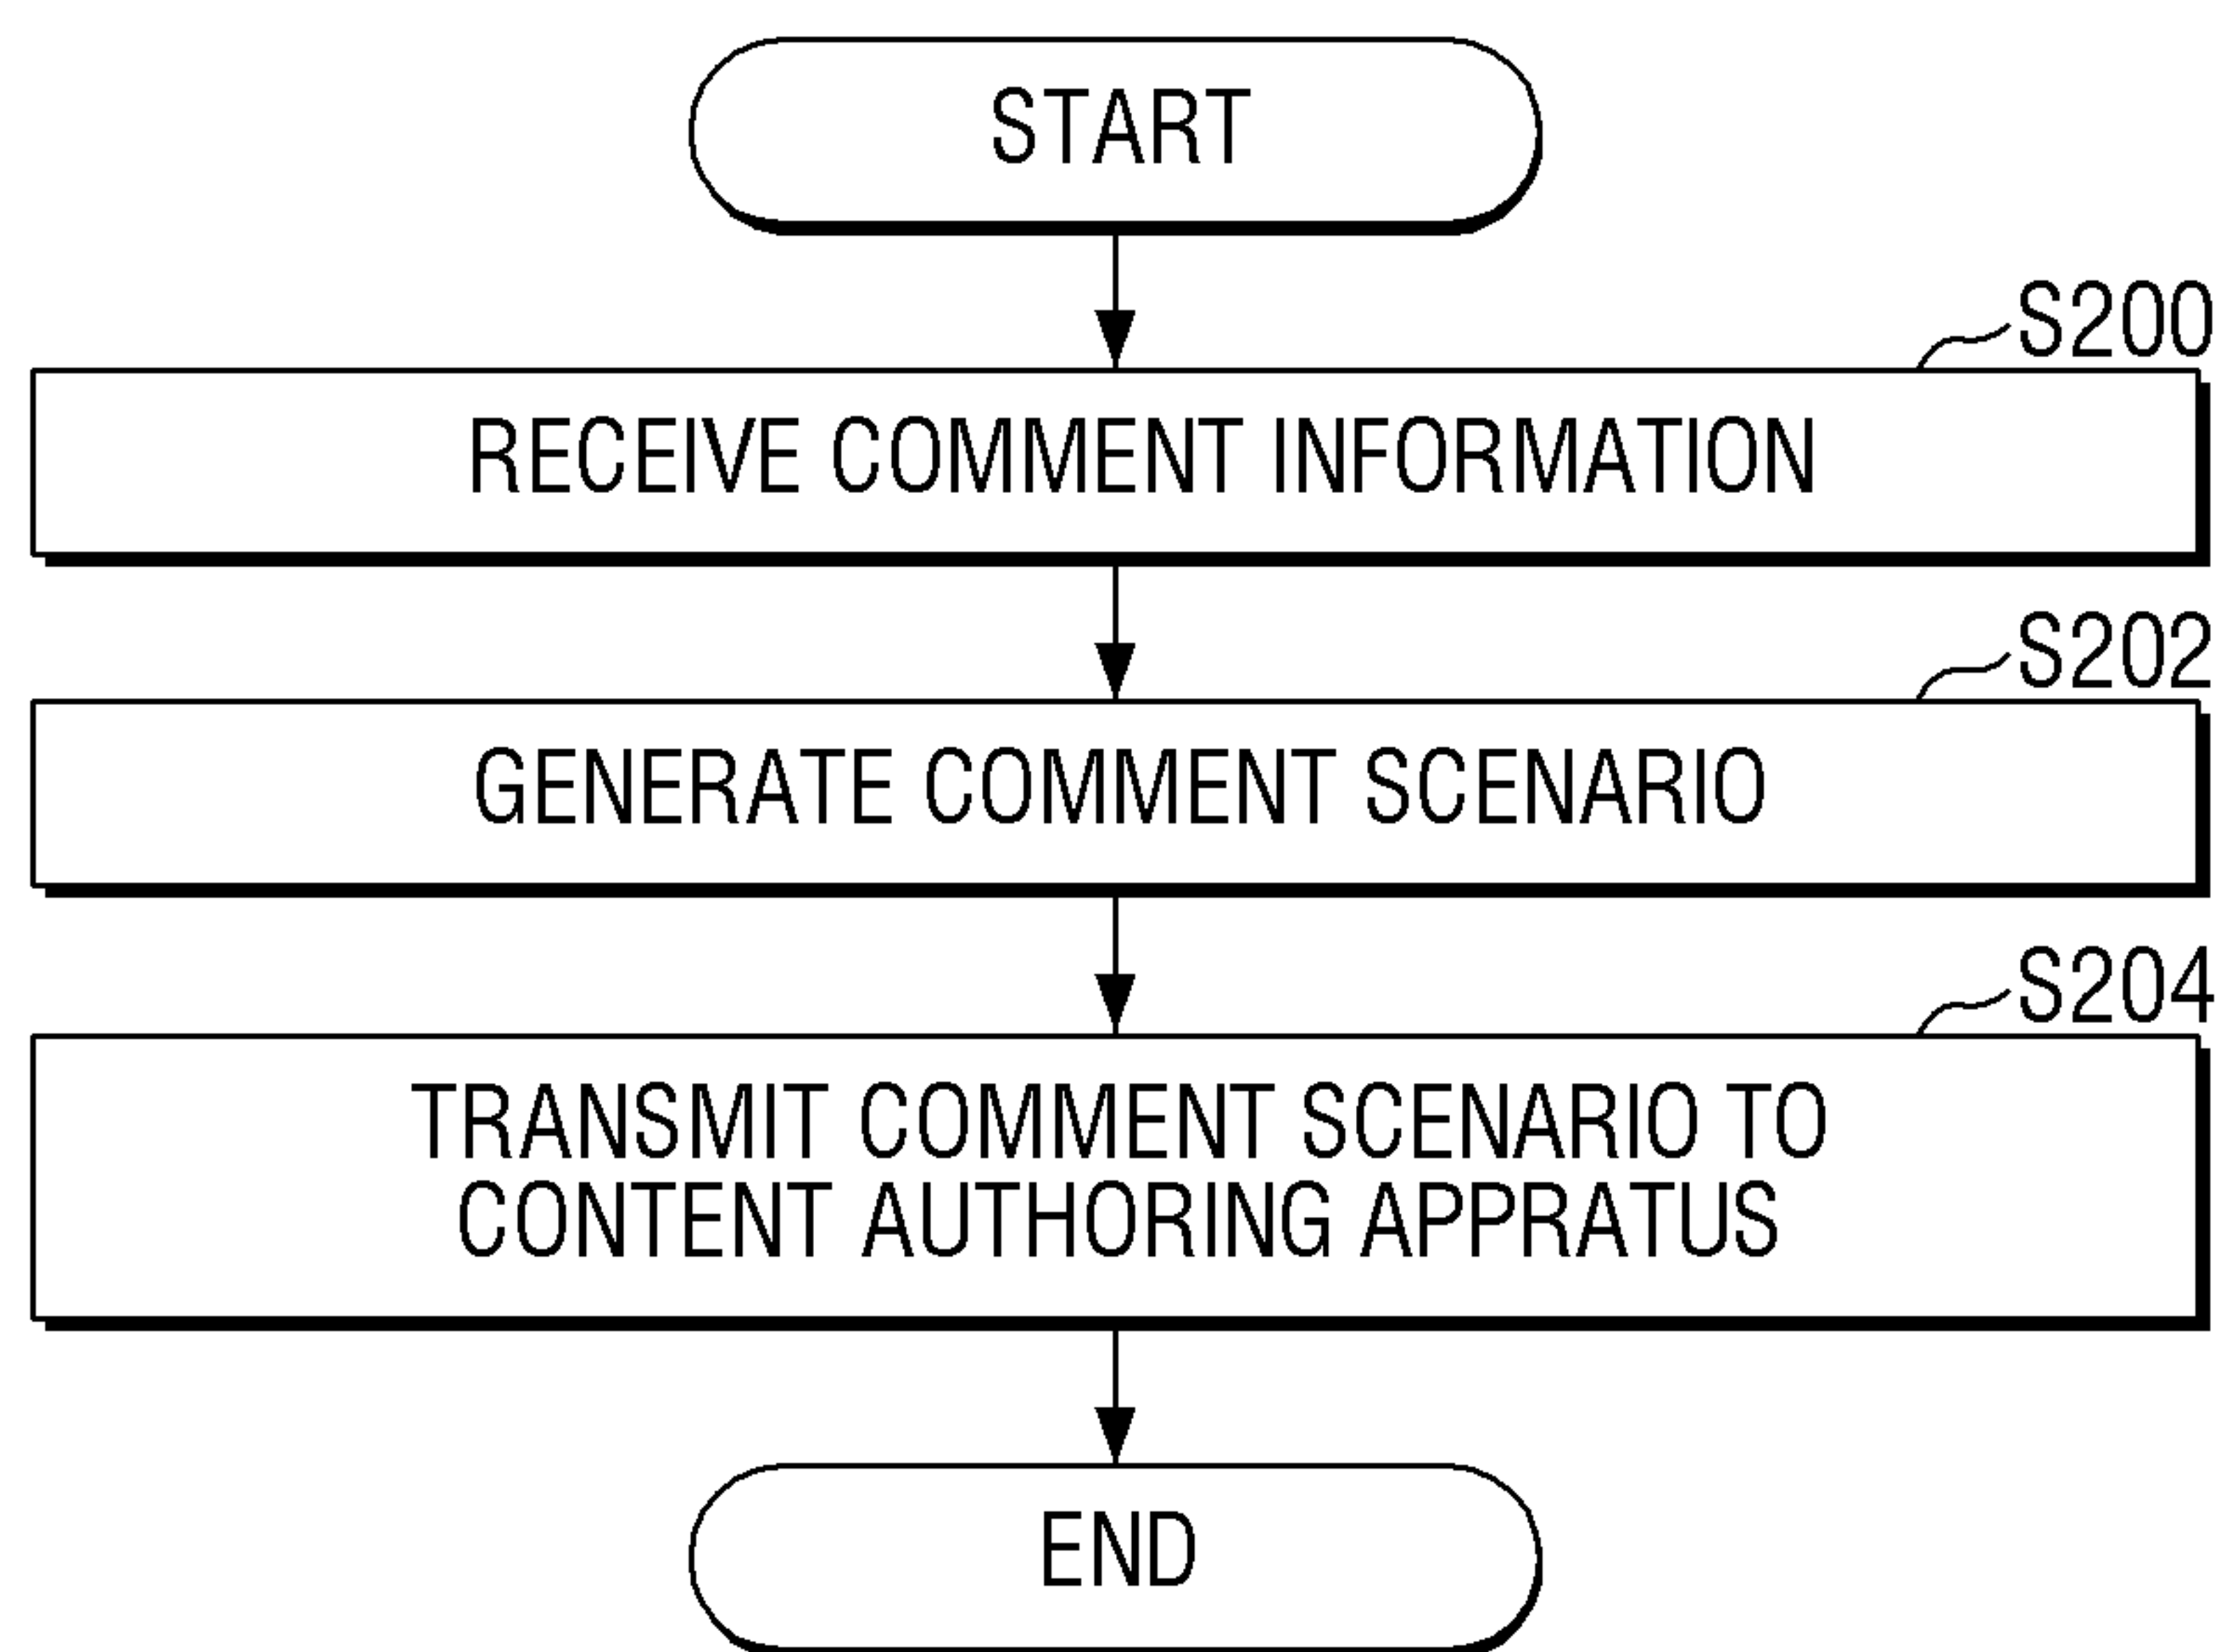 START
S200
RECEIVE COMMENT INFORMATION
S202
GENERATE COMMENT SCENARIO
S204
TRANSMIT COMMENT SCENARIO TO
CONTENT AUTHORING APPRATUS
END